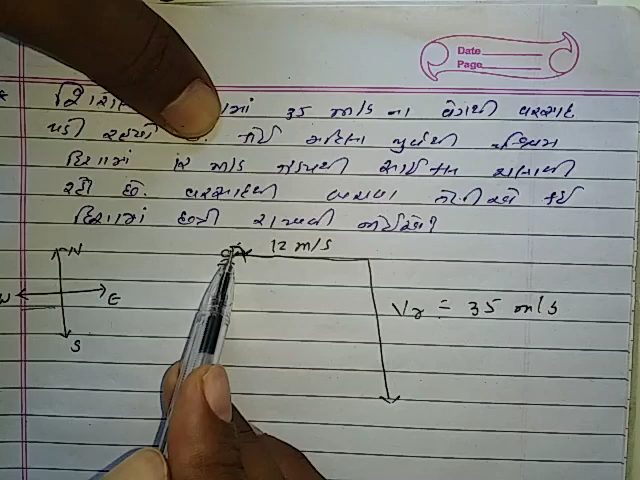 Date
Page
માં 35 m/s ના વેગથી વરસાદ
પડી રહ્યો કોઈ મહિલા પૂર્વથી પશ્ચિમ
દિશામાં 12 m/s ઝડપથી સાઈકલ ચલાવી
રહી છે. વરસાદથી બચવા તેણીએ કઈ
દિશામાં છત્રી રાખવી જોઈએ?
N
12 m/s
W E
Vr = 35 m/s
S